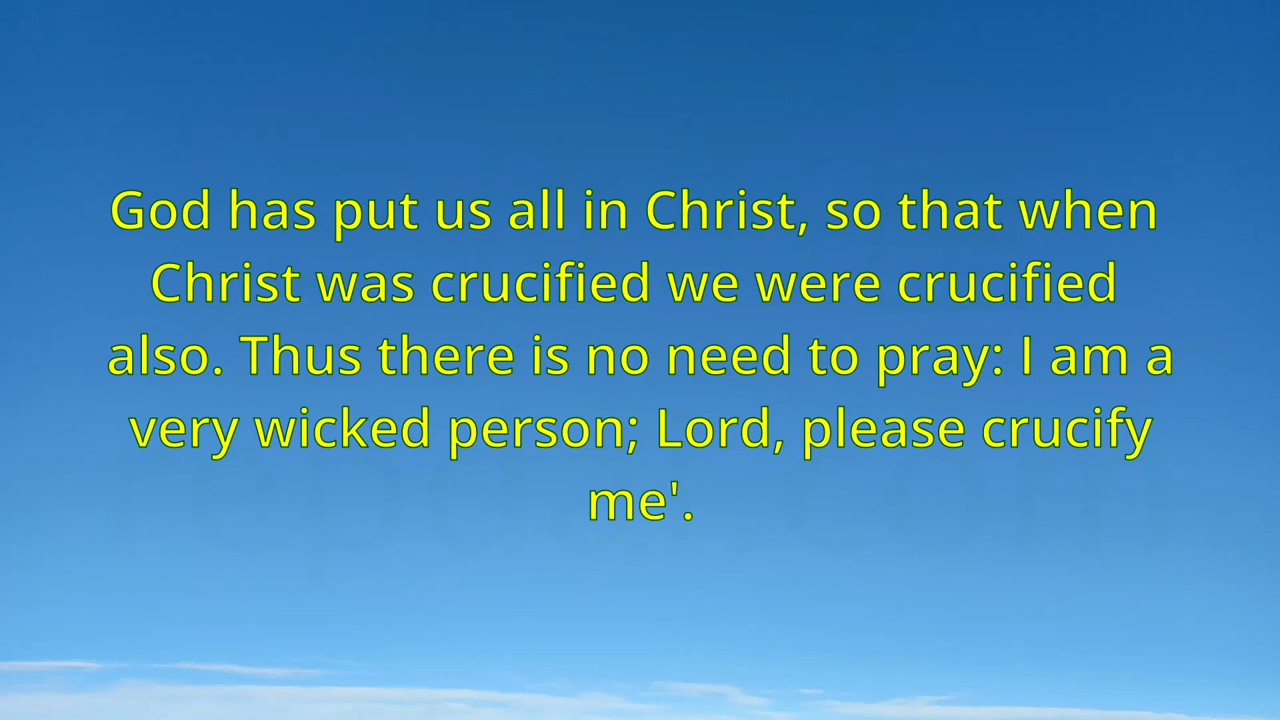 God has put us all in Christ, so that when
Christ was crucified we were crucified
also. Thus there is no need to pray: I am a
very wicked person; Lord, please crucify
me'.